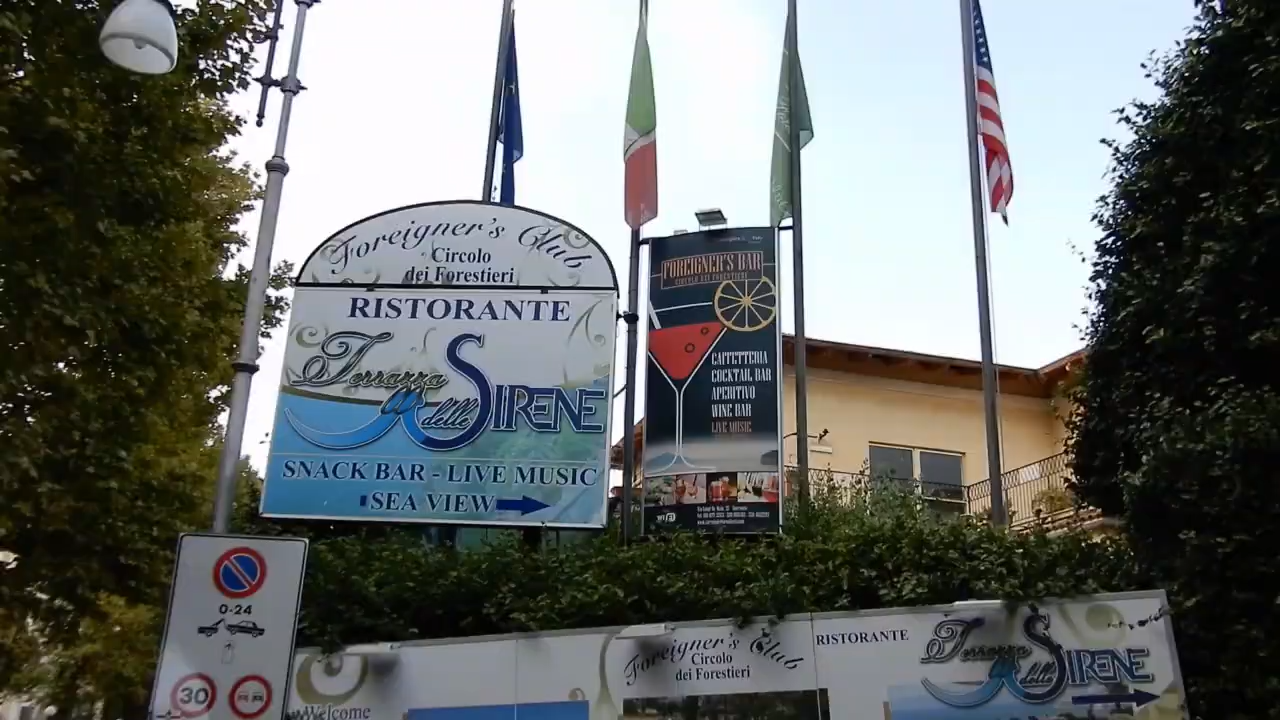 Foreigner's Club
Circolo
dei Forestieri
RISTORANTE
Terrazza
delle SIRENE
SNACK BAR - LIVE MUSIC
SEA VIEW
FOREIGNER'S BAR
CIRCOLO DEI FORESTIERI
CAFFETTERIA
COCKTAIL BAR
APERITIVO
WINE BAR
LIVE MUSIC
0-24
30
Foreigner's Club
Circolo
dei Forestieri
RISTORANTE
Terrazza
delle SIRENE
Welcome